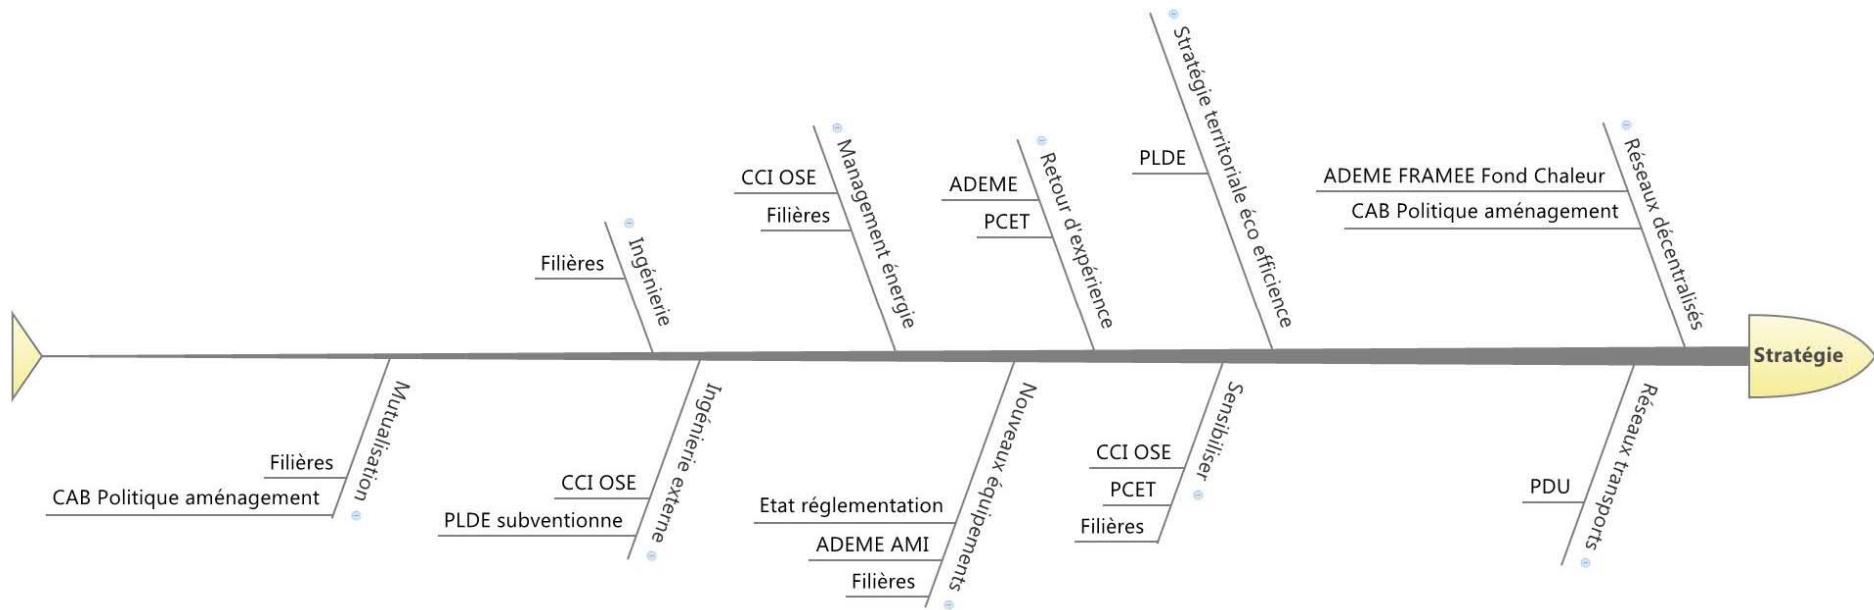 Stratégie territoriale éco efficience
PLDE
Réseaux décentralisés
ADEME FRAMEE Fond Chaleur
CAB Politique aménagement
Management énergie
CCI OSE
Filières
Retour d'expérience
ADEME
PCET
Ingénierie
Filières
Stratégie
Mutualisation
Filières
CAB Politique aménagement
Ingénierie externe
CCI OSE
PLDE subventionne
Nouveaux équipements
Etat réglementation
ADEME AMI
Filières
Sensibiliser
CCI OSE
PCET
Filières
Réseaux transports
PDU